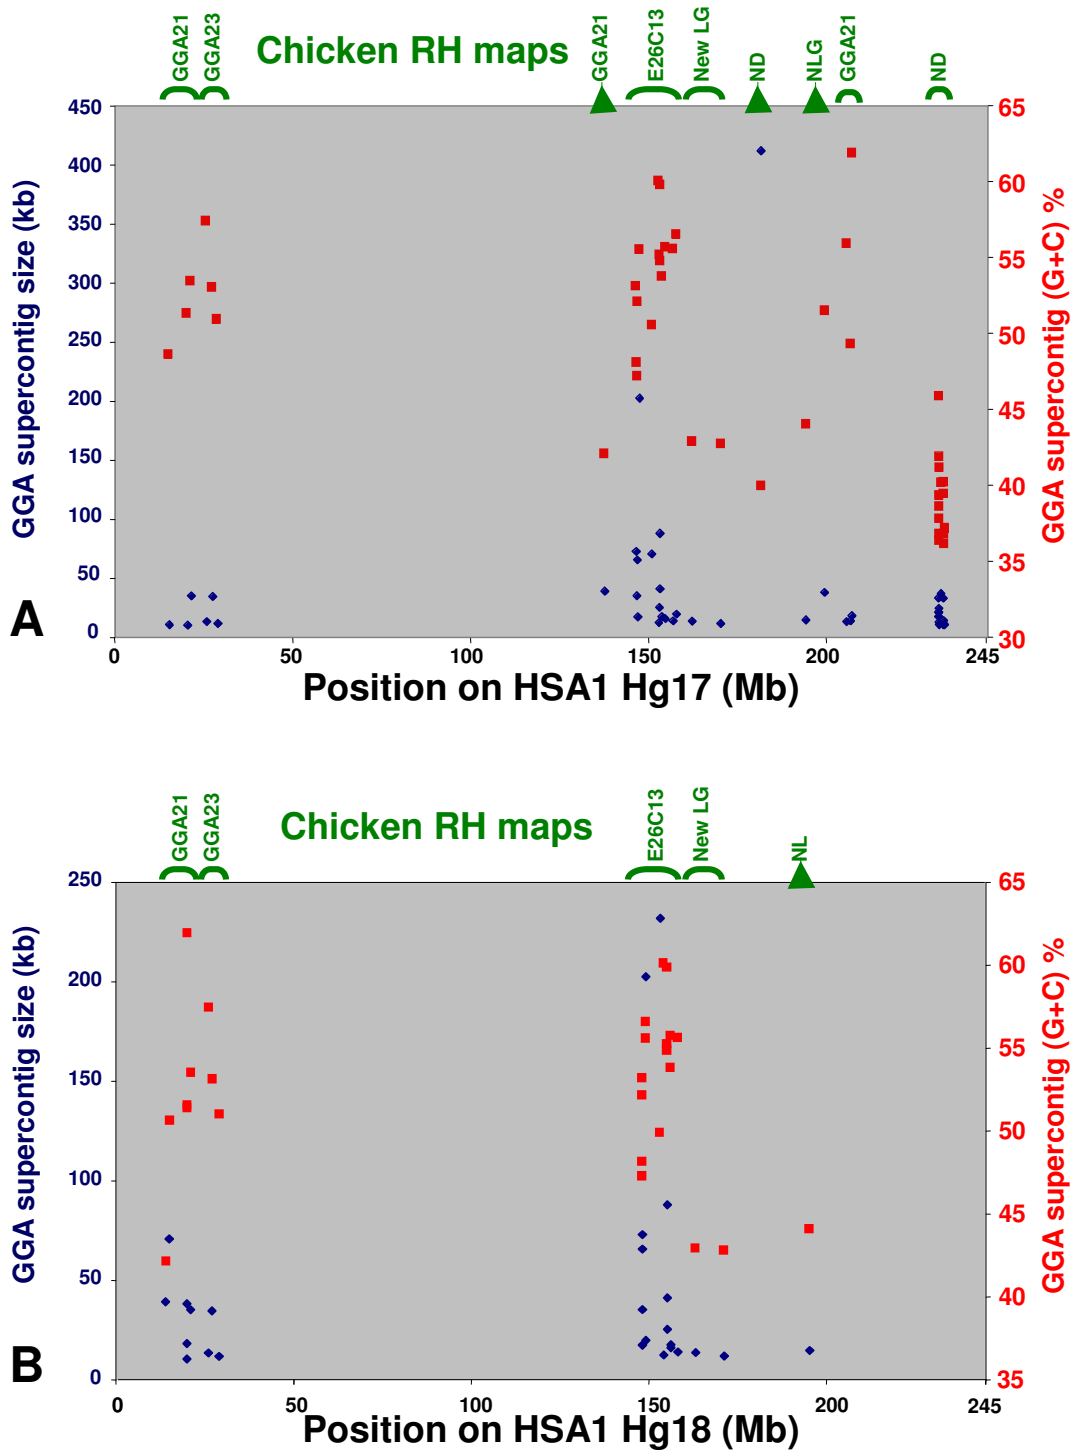 GGA21 GGA23 GGA21 E26C13 New LG ND NLG GGA21 ND
Chicken RH maps
GGA supercontig size (kb)
450
400
350
300
250
200
150
100
50
0
65
60
55
50
45
40
35
30
GGA supercontig (G+C) %
A
0 50 100 150 200 245
Position on HSA1 Hg17 (Mb)
GGA21 GGA23 E26C13 New LG NL
Chicken RH maps
GGA supercontig size (kb)
250
200
150
100
50
0
65
60
55
50
45
40
35
GGA supercontig (G+C) %
B
0 50 100 150 200 245
Position on HSA1 Hg18 (Mb)